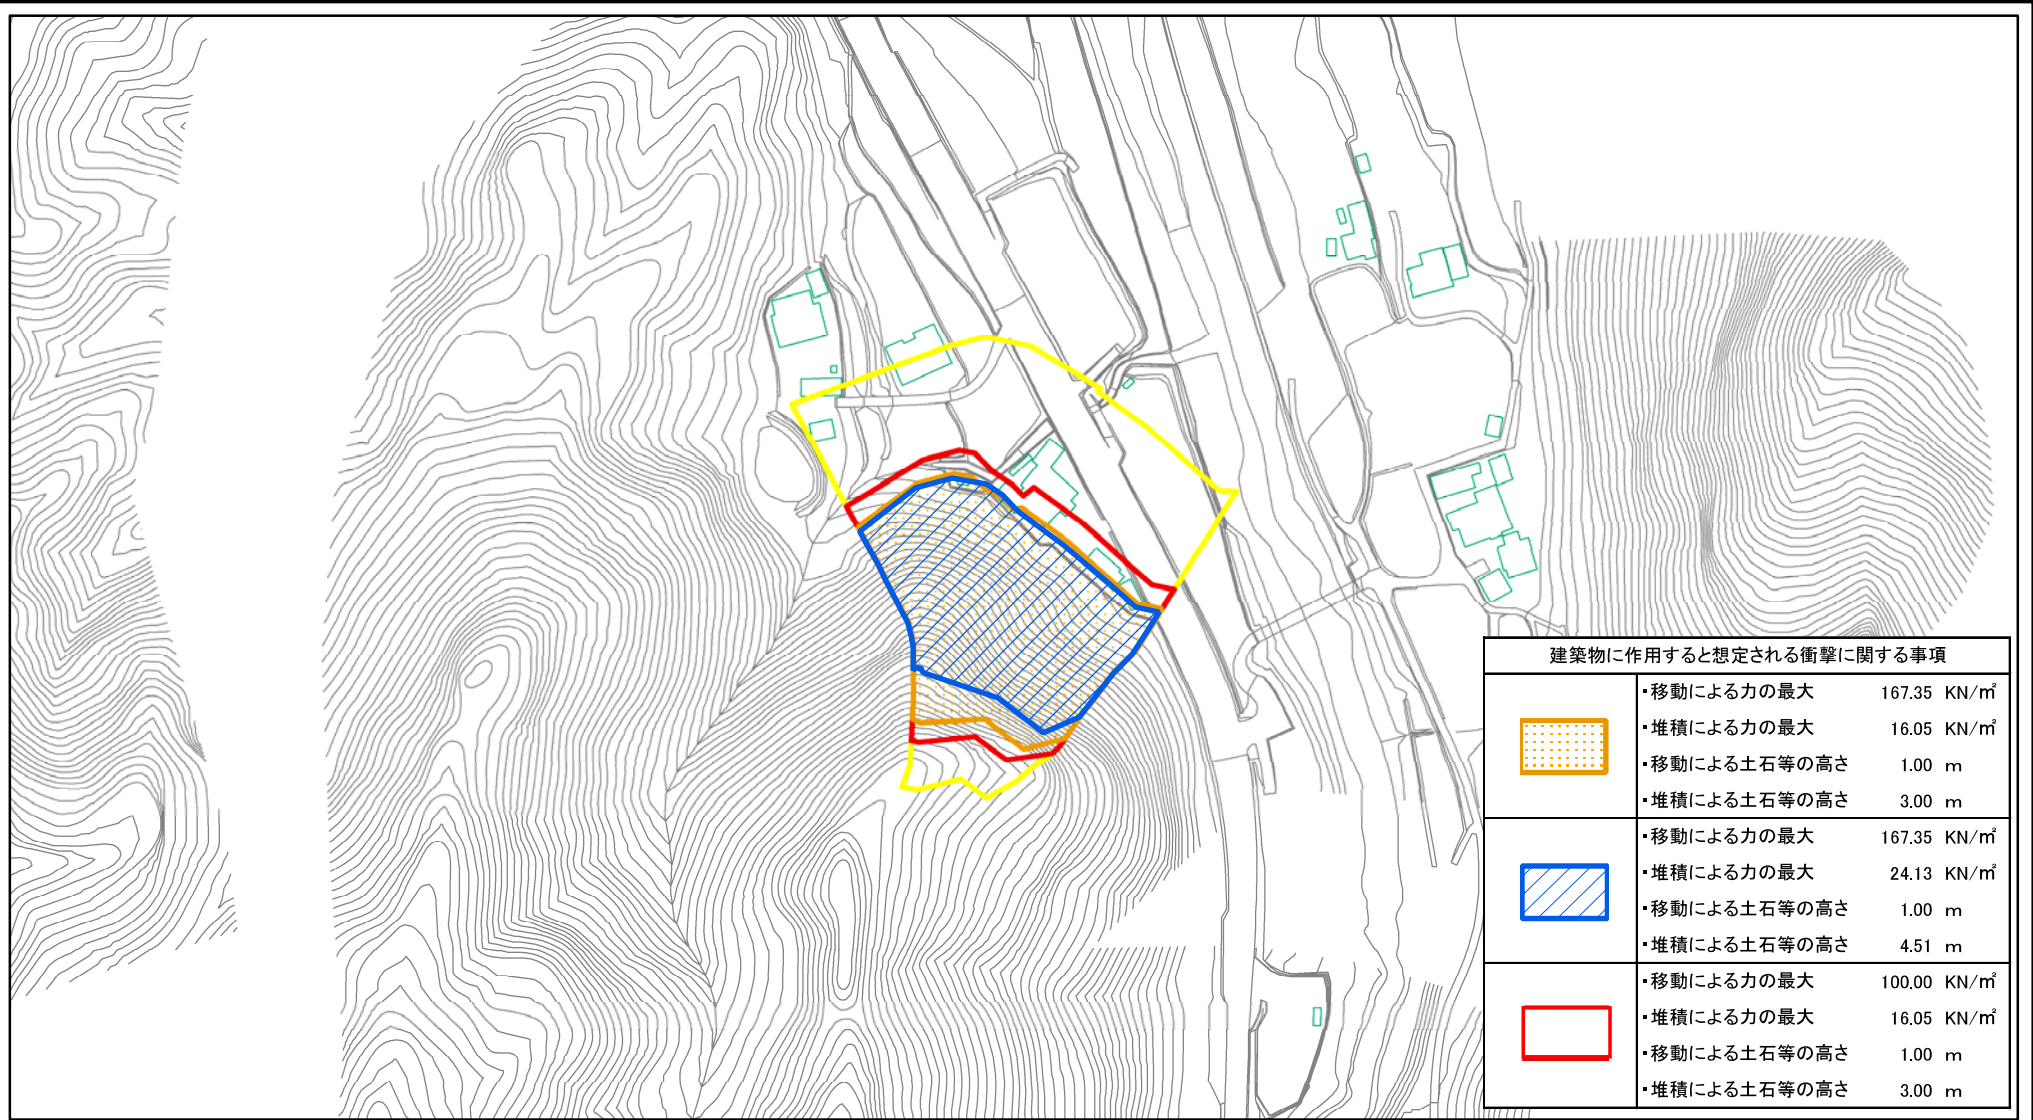 建築物に作用すると想定される衝撃に関する事項
・移動による力の最大 167.35 KN/㎡
・堆積による力の最大 16.05 KN/㎡
・移動による土石等の高さ 1.00 m
・堆積による土石等の高さ 3.00 m
・移動による力の最大 167.35 KN/㎡
・堆積による力の最大 24.13 KN/㎡
・移動による土石等の高さ 1.00 m
・堆積による土石等の高さ 4.51 m
・移動による力の最大 100.00 KN/㎡
・堆積による力の最大 16.05 KN/㎡
・移動による土石等の高さ 1.00 m
・堆積による土石等の高さ 3.00 m